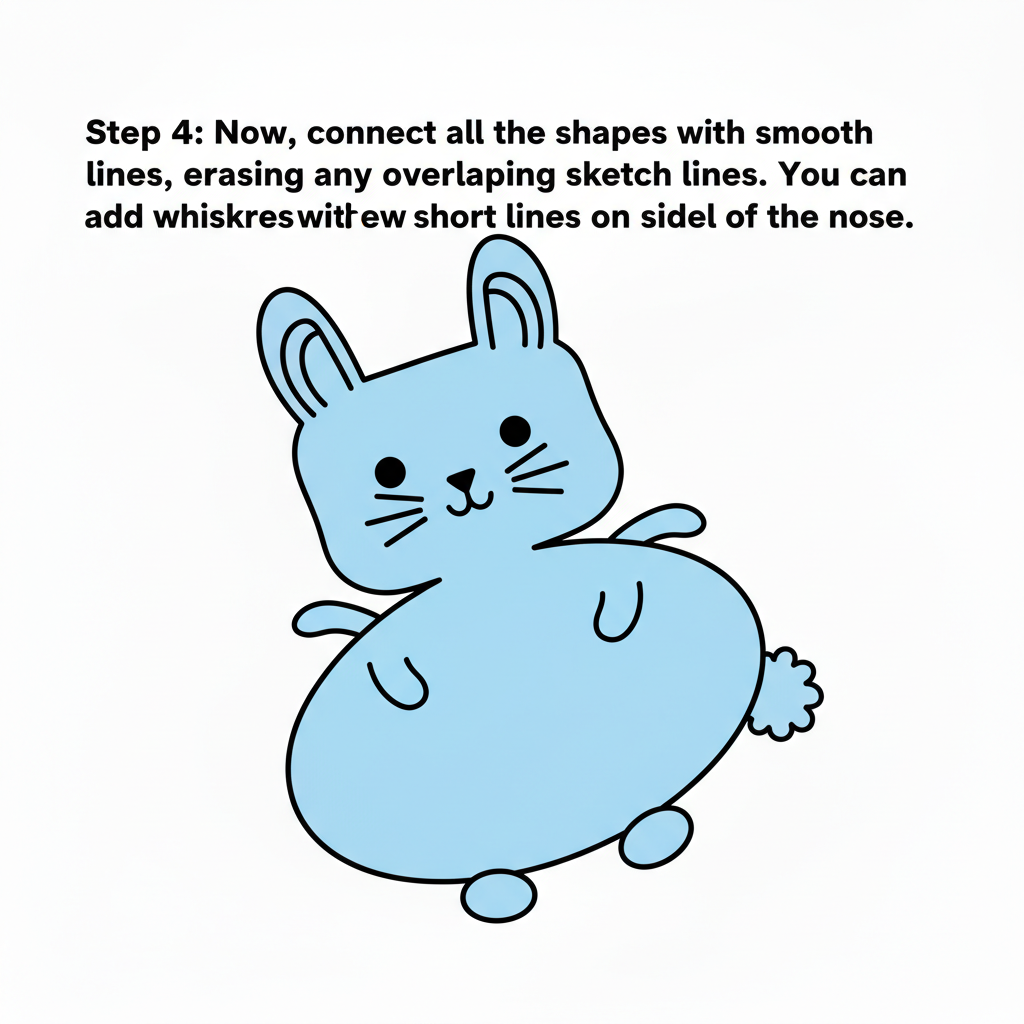 Step 4: Now, connect all the shapes with smooth
lines, erasing any overlaping sketch lines. You can
add whiskres short lines on sidel of the nose.